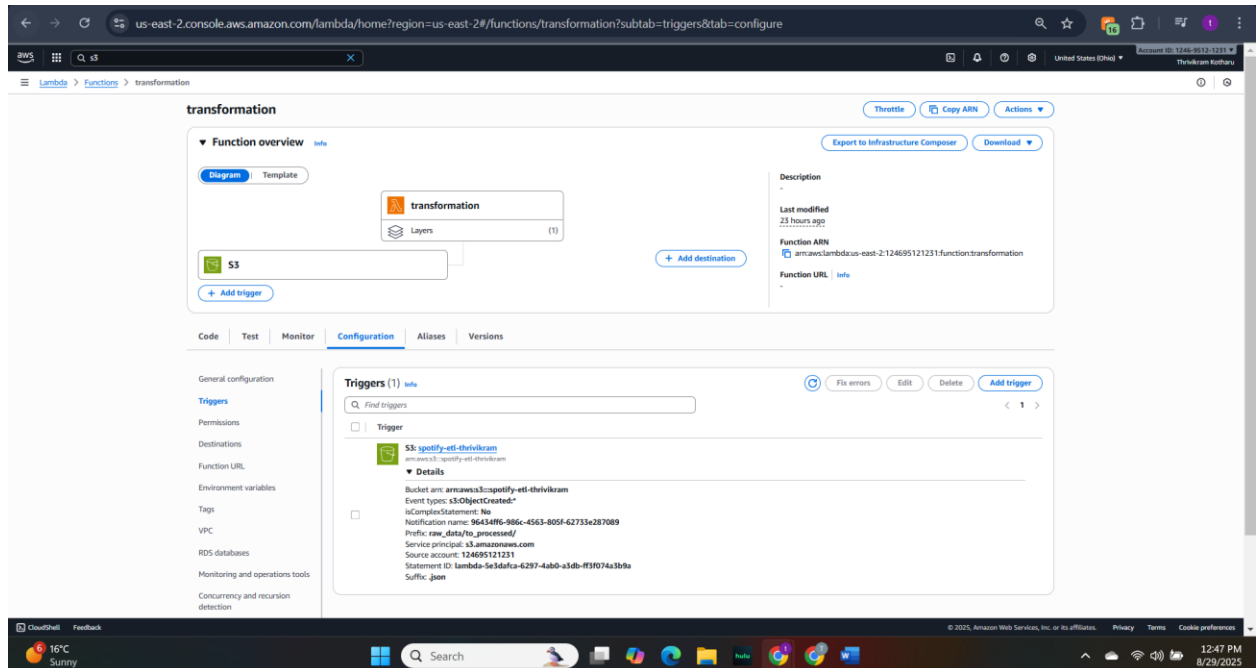 us-east-2.console.aws.amazon.com/lambda/home?region=us-east-2#/functions/transformation?subtab=triggers&tab=configure
16
t
aws
s3
United States (Ohio)
Account ID: 1246-9512-1231
Thrivikram Kotharu
Lambda > Functions > transformation
transformation
Throttle
Copy ARN
Actions
Function overview Info
Export to Infrastructure Composer
Download
Diagram
Template
transformation
Layers (1)
S3
+ Add trigger
+ Add destination
Description
-
Last modified
23 hours ago
Function ARN
arn:aws:lambda:us-east-2:124695121231:function:transformation
Function URL Info
-
Code
Test
Monitor
Configuration
Aliases
Versions
General configuration
Triggers
Permissions
Destinations
Function URL
Environment variables
Tags
VPC
RDS databases
Monitoring and operations tools
Concurrency and recursion
detection
Triggers (1) Info
Fix errors
Edit
Delete
Add trigger
Find triggers
1
Trigger
S3: spotify-etl-thrivikram
arn:aws:s3:::spotify-etl-thrivikram
Details
Bucket arn: arn:aws:s3:::spotify-etl-thrivikram
Event types: s3:ObjectCreated:*
isComplexStatement: No
Notification name: 96434ff6-986c-4563-805f-62733e287089
Prefix: raw_data/to_processed/
Service principal: s3.amazonaws.com
Source account: 124695121231
Statement ID: lambda-5e3dafca-6297-4ab0-a3db-ff3f074a3b9a
Suffix: .json
CloudShell
Feedback
© 2025, Amazon Web Services, Inc. or its affiliates.
Privacy
Terms
Cookie preferences
6
16°C
Sunny
Search
hulu
12:47 PM
8/29/2025